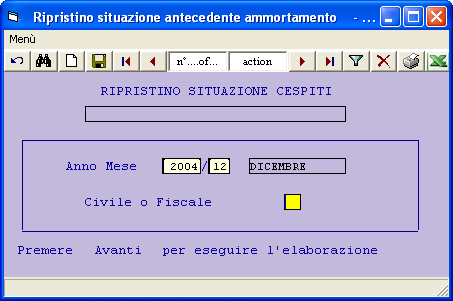 Ripristino situazione antecedente ammortamento - ...
Menù
n°....of... action
RIPRISTINO SITUAZIONE CESPITI
Anno Mese 2004/12 DICEMBRE
Civile o Fiscale
Premere Avanti per eseguire l'elaborazione